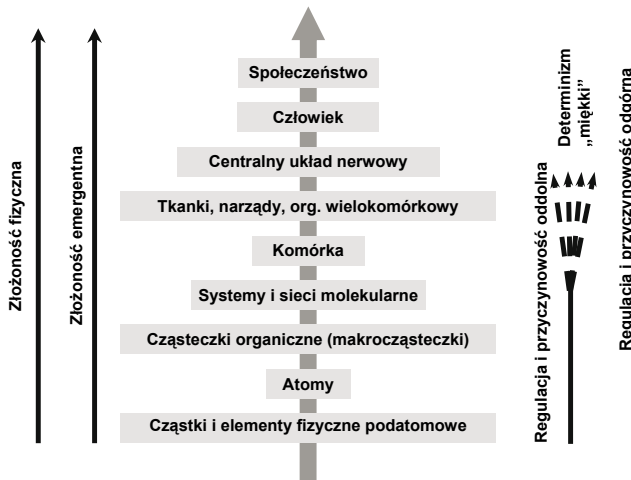 Złożoność fizyczna
Złożoność emergentna
Społeczeństwo
Człowiek
Centralny układ nerwowy
Tkanki, narządy, org. wielokomórkowy
Komórka
Systemy i sieci molekularne
Cząsteczki organiczne (makrocząsteczki)
Atomy
Cząstki i elementy fizyczne podatomowe
Regulacja i przyczynowość oddolna
Determinizm
„miękki”
Regulacja i przyczynowość odgórna